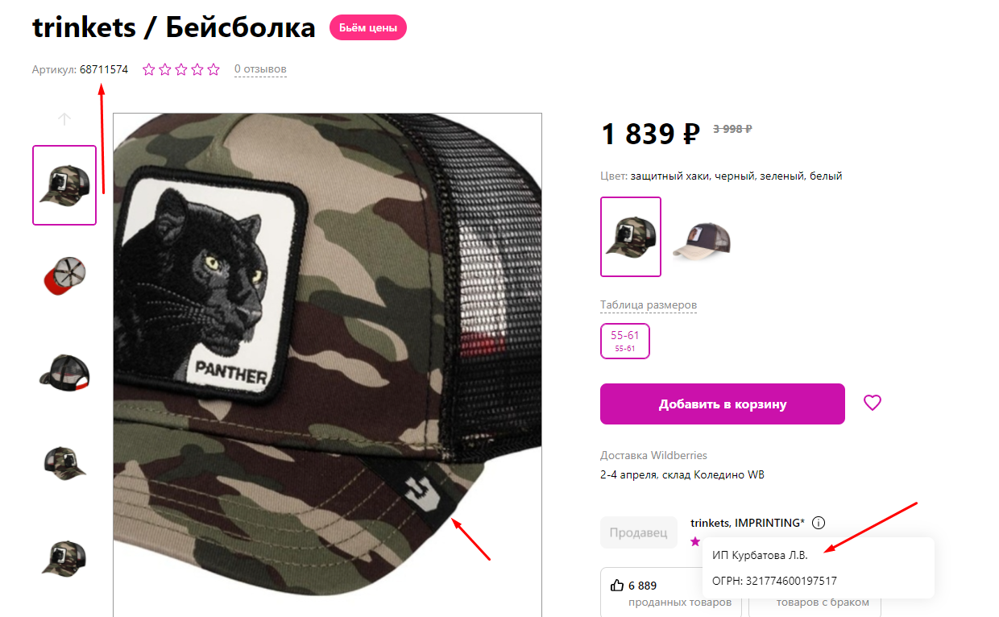 trinkets / Бейсболка
Бьём цены
Артикул: 68711574
0 отзывов
PANTHER
1 839 ₽
3 998 ₽
Цвет: защитный хаки, черный, зеленый, белый
Таблица размеров
55-61
55-61
Добавить в корзину
Доставка Wildberries
2-4 апреля, склад Коледино WB
Продавец
trinkets, IMPRINTING*
ИП Курбатова Л.В.
ОГРН: 321774600197517
6 889
проданных товаров
товаров с браком